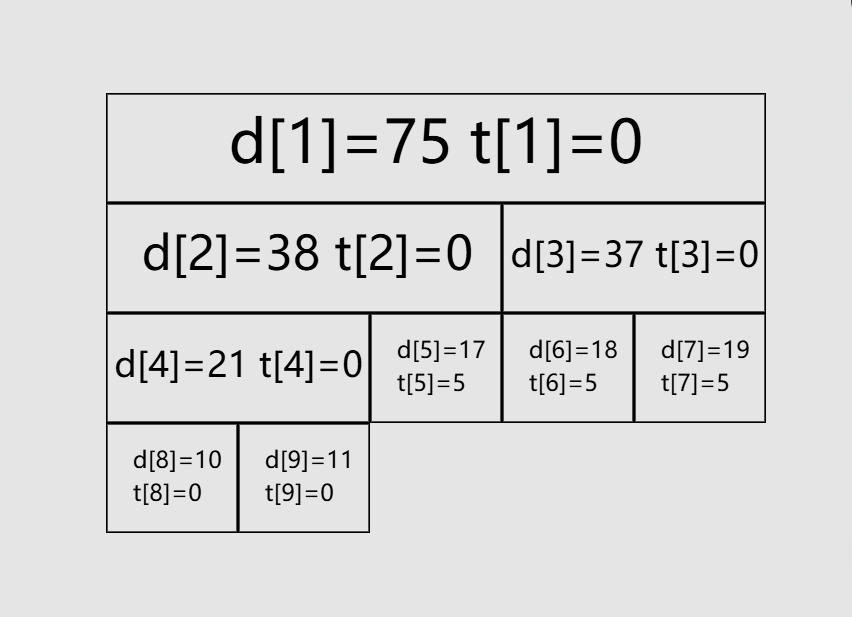 d[1]=75 t[1]=0
d[2]=38 t[2]=0
d[3]=37 t[3]=0
d[4]=21 t[4]=0
d[5]=17
t[5]=5
d[6]=18
t[6]=5
d[7]=19
t[7]=5
d[8]=10
t[8]=0
d[9]=11
t[9]=0